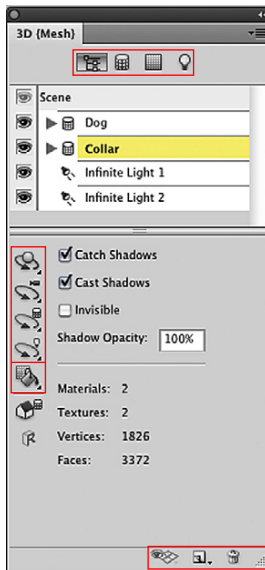 3D {Mesh}
Scene
Dog
Collar
Infinite Light 1
Infinite Light 2
Catch Shadows
Cast Shadows
Invisible
Shadow Opacity: 100%
Materials: 2
Textures: 2
Vertices: 1826
Faces: 3372